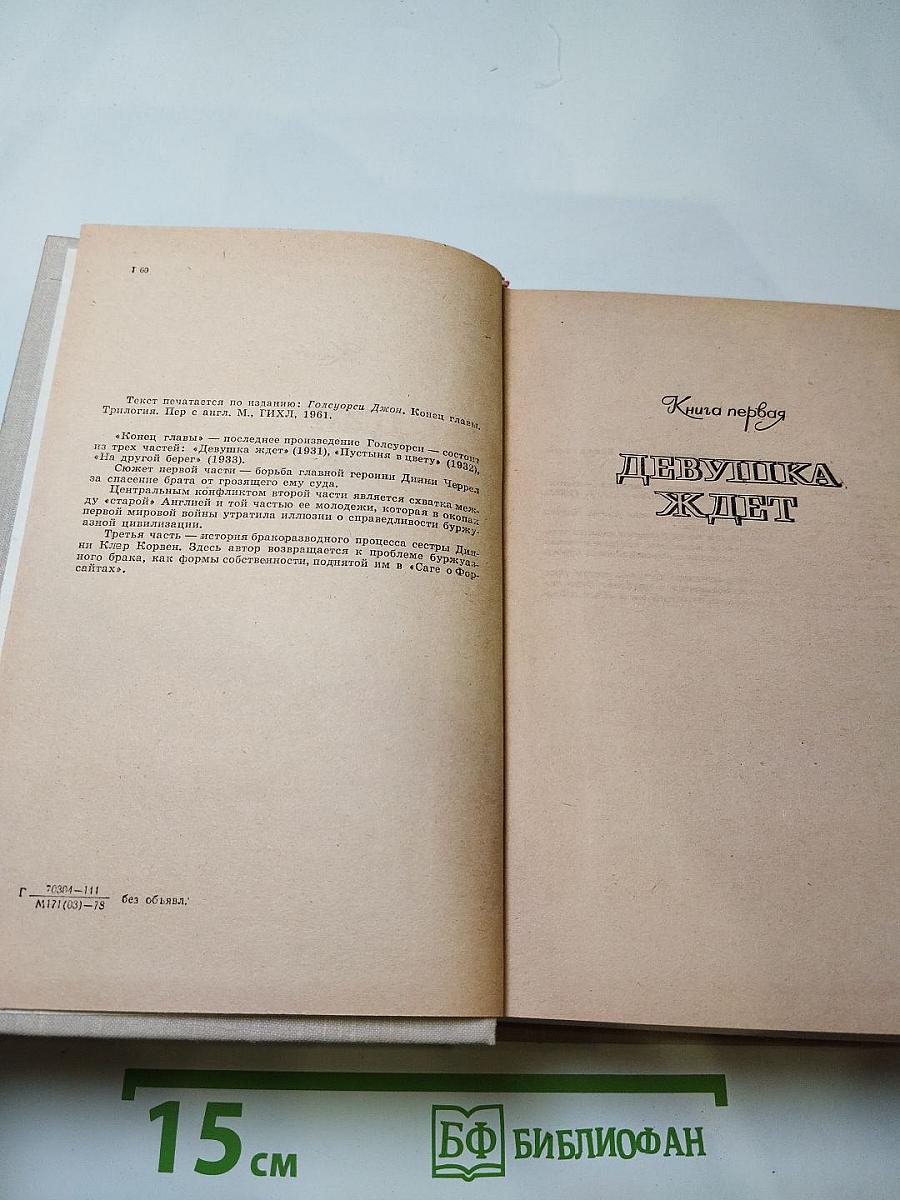 Г 60
Текст печатается по изданию: Голсуорси Джон. Конец главы.
Трилогия. Пер с англ. М., ГИХЛ, 1961.
«Конец главы» — последнее произведение Голсуорси — состоит
из трех частей: «Девушка ждет» (1931), «Пустыня в цвету» (1932),
«На другой берег» (1933).
Сюжет первой части — борьба главной героини Динни Черрел
за спасение брата от грозящего ему суда.
Центральным конфликтом второй части является схватка меж-
ду «старой» Англией и той частью ее молодежи, которая в окопах
первой мировой войны утратила иллюзии о справедливости буржу-
азной цивилизации.
Третья часть — история бракоразводного процесса сестры Дин-
ни Клэр Корвен. Здесь автор возвращается к проблеме буржуаз-
ного брака, как формы собственности, поднятой им в «Саге о Фор-
сайтах».
Г 70304—111
М171(03)—78 без объявл.
Книга первая
ДЕВУШКА
ЖДЕТ
15 см
БФ БИБЛИОФАН